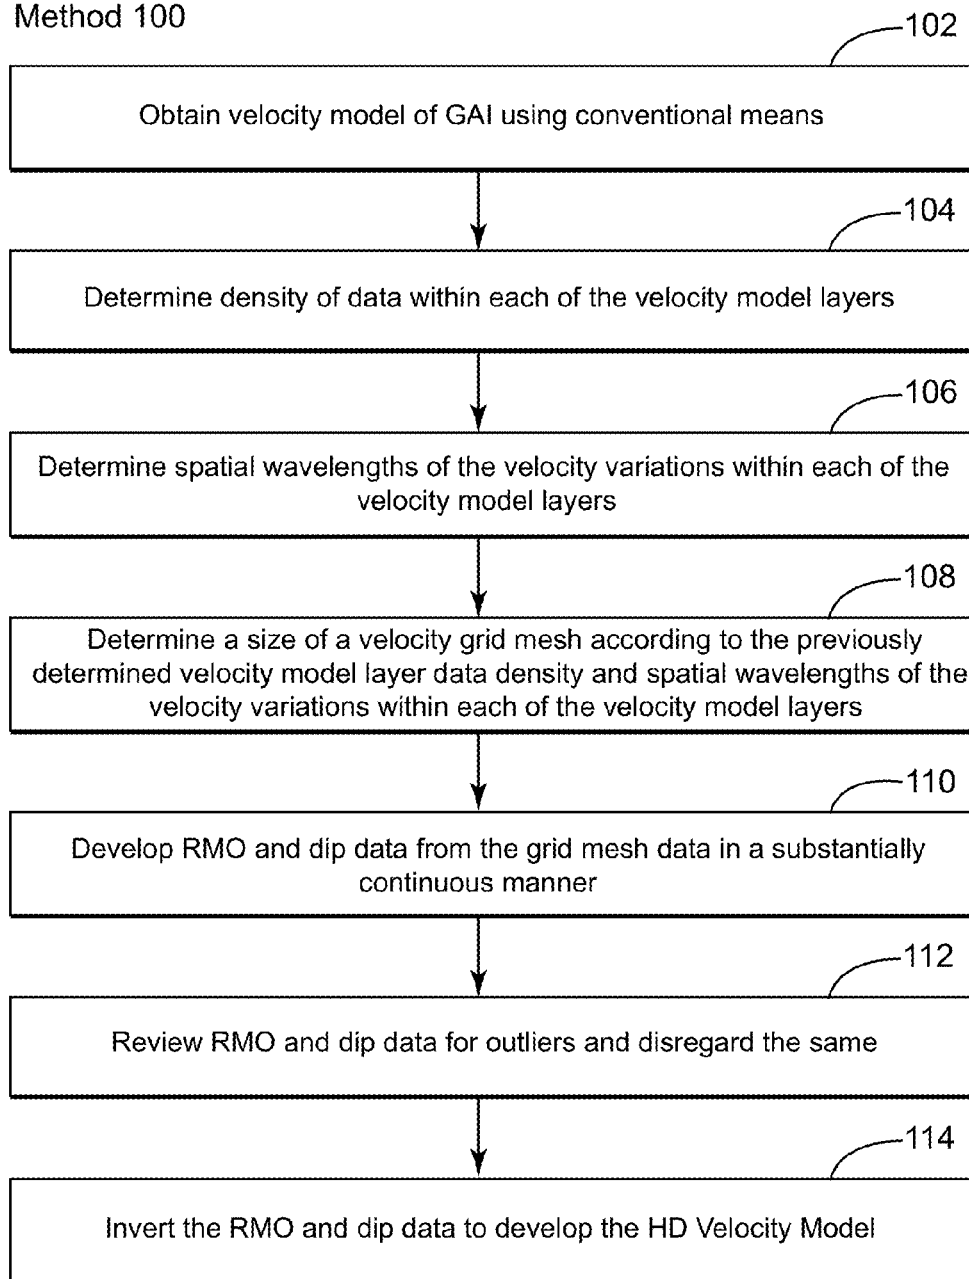 Method 100
102
Obtain velocity model of GAI using conventional means
104
Determine density of data within each of the velocity model layers
106
Determine spatial wavelengths of the velocity variations within each of the
velocity model layers
108
Determine a size of a velocity grid mesh according to the previously
determined velocity model layer data density and spatial wavelengths of the
velocity variations within each of the velocity model layers
110
Develop RMO and dip data from the grid mesh data in a substantially
continuous manner
112
Review RMO and dip data for outliers and disregard the same
114
Invert the RMO and dip data to develop the HD Velocity Model